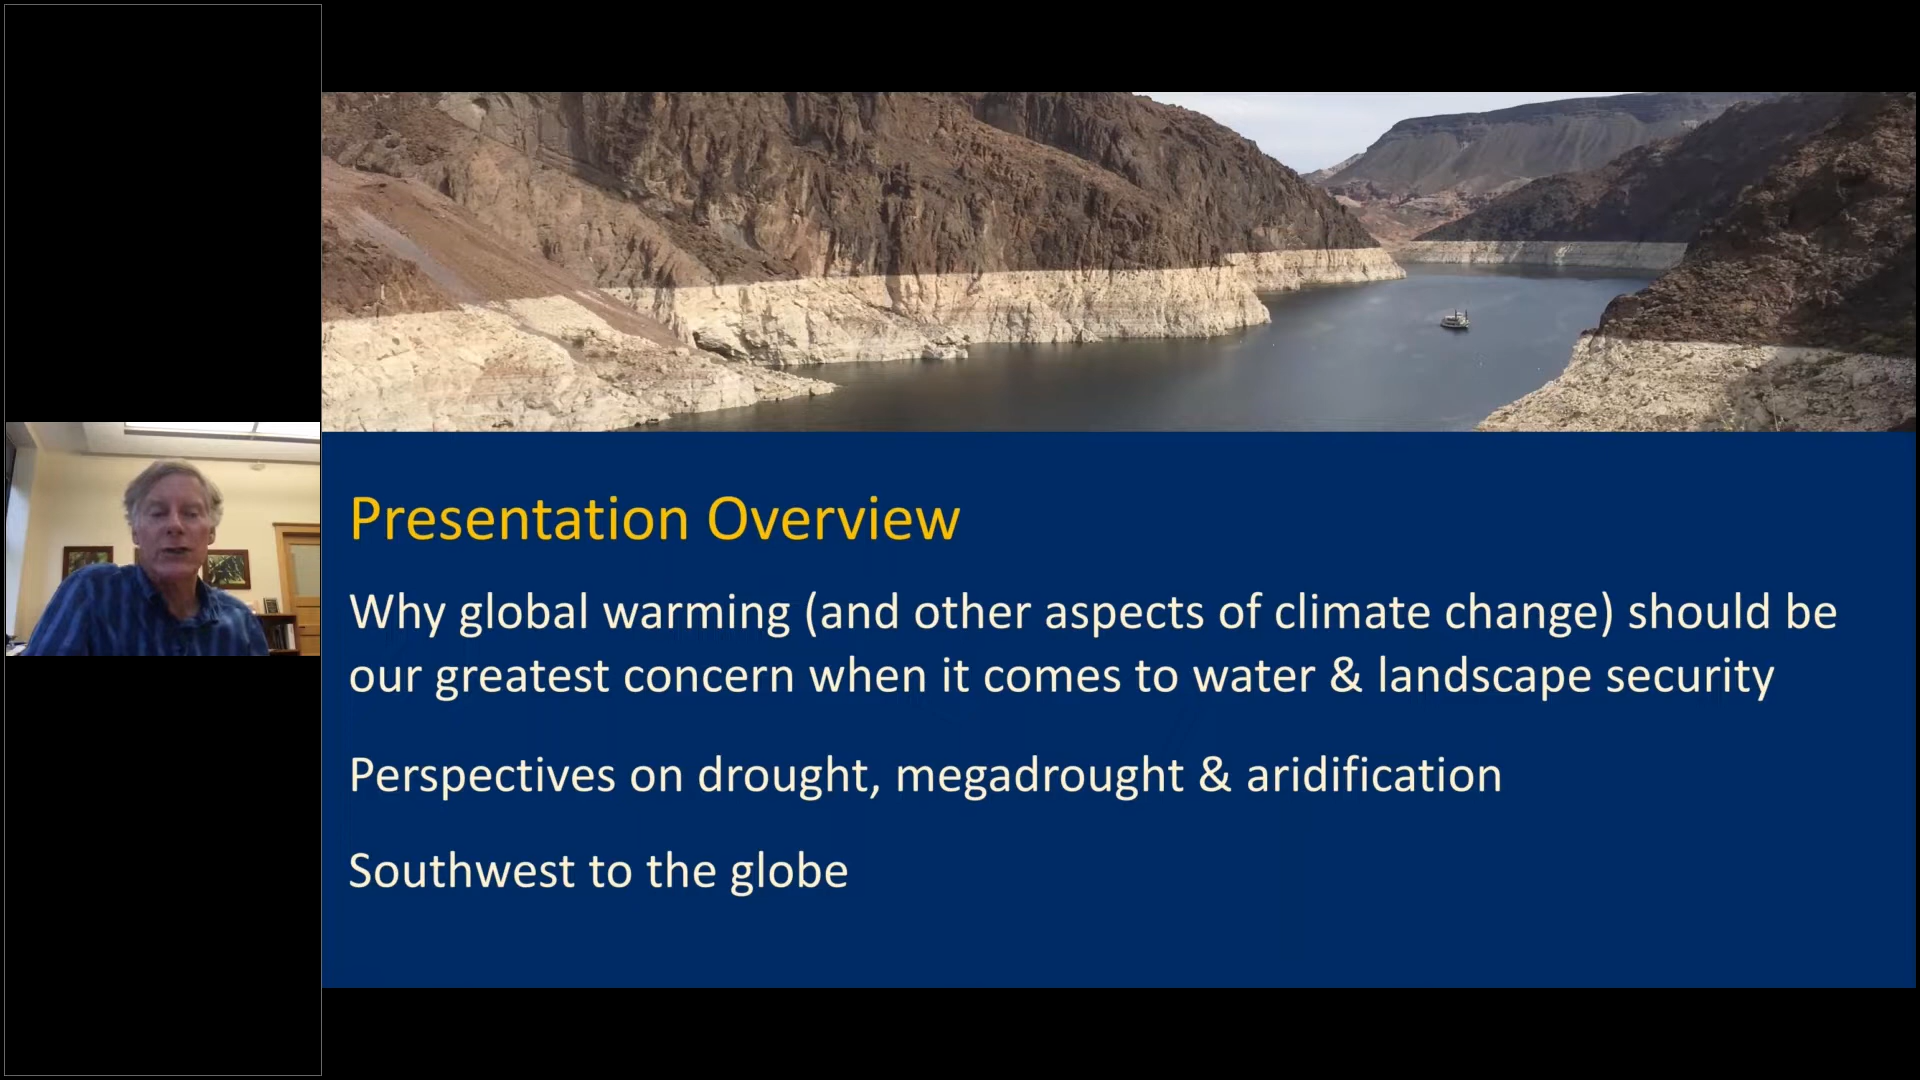 Presentation Overview
Why global warming (and other aspects of climate change) should be
our greatest concern when it comes to water & landscape security
Perspectives on drought, megadrought & aridification
Southwest to the globe